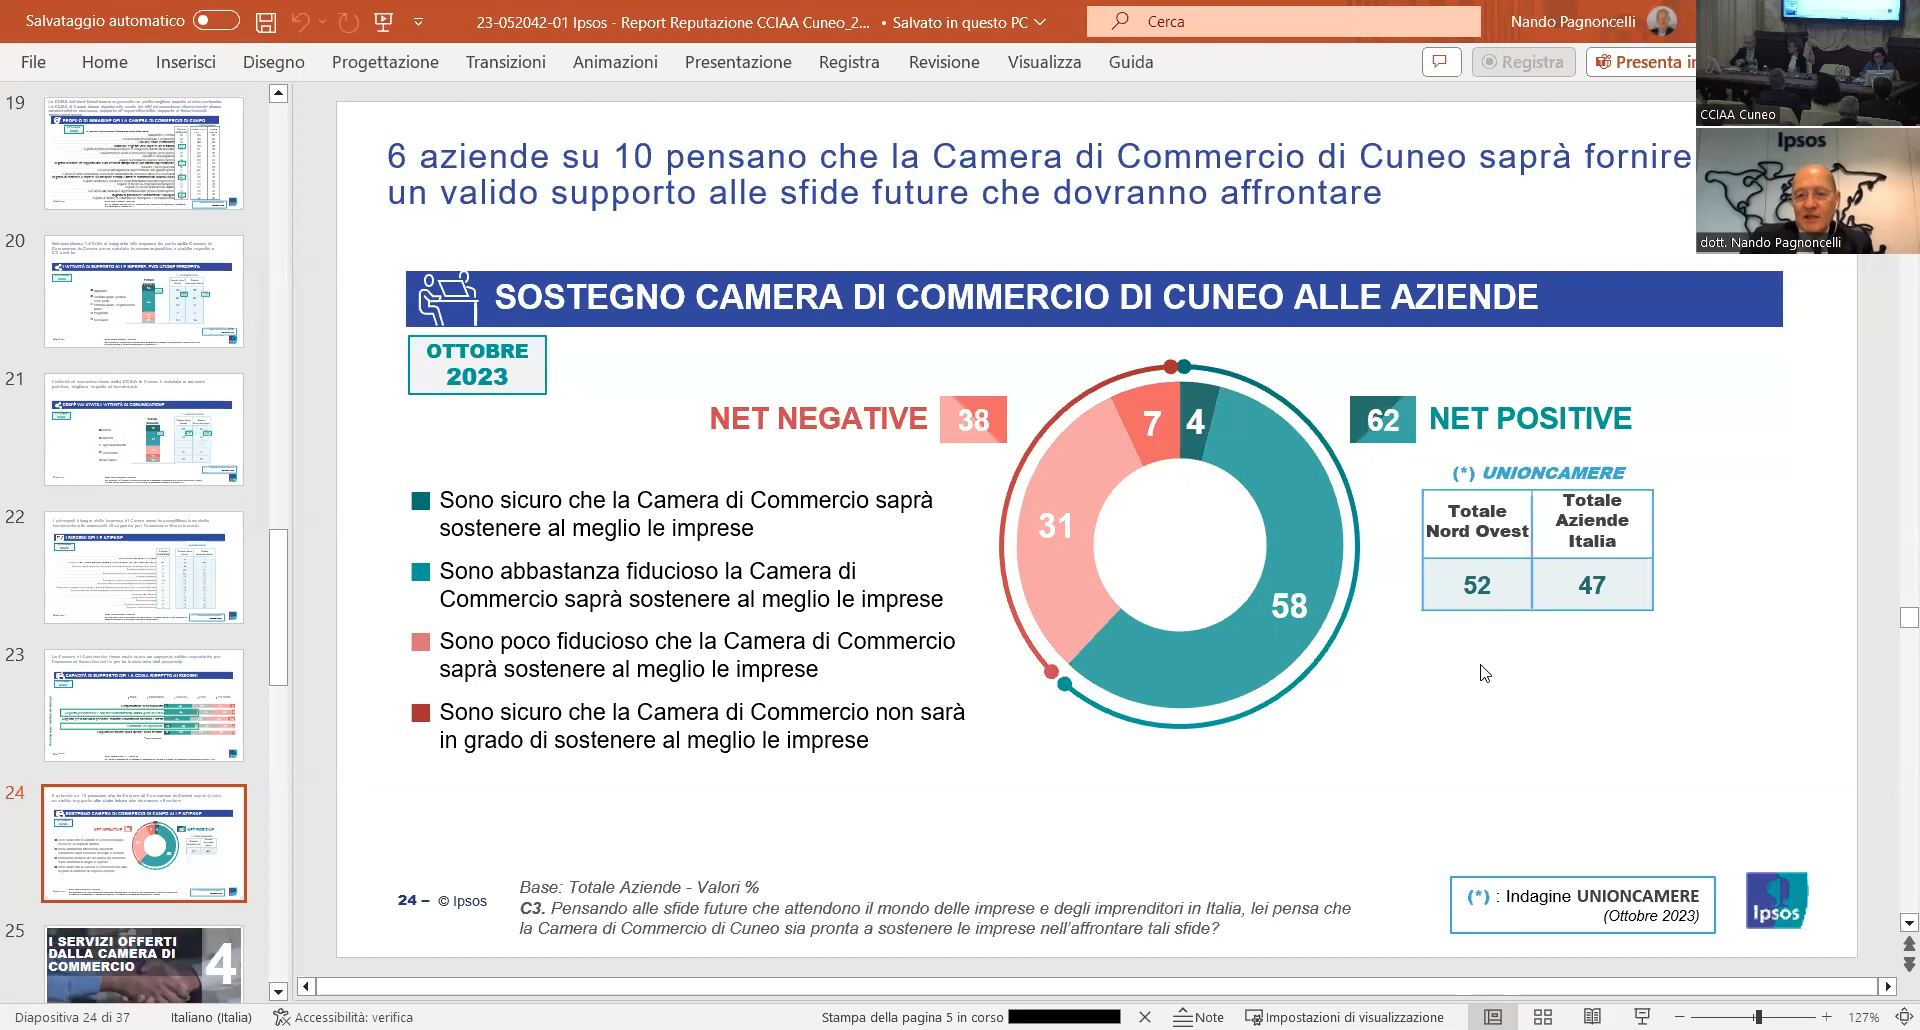 Salvataggio automatico
23-052042-01 Ipsos - Report Reputazione CCIAA Cuneo_2... • Salvato in questo PC
Cerca
Nando Pagnoncelli
File Home Inserisci Disegno Progettazione Transizioni Animazioni Presentazione Registra Revisione Visualizza Guida
Registra
Presenta in
CCIAA Cuneo
Ipsos
dott. Nando Pagnoncelli
19
20
21
22
23
24
25
I SERVIZI OFFERTI
DALLA CAMERA DI
COMMERCIO
4
6 aziende su 10 pensano che la Camera di Commercio di Cuneo saprà fornire
un valido supporto alle sfide future che dovranno affrontare
SOSTEGNO CAMERA DI COMMERCIO DI CUNEO ALLE AZIENDE
OTTOBRE
2023
NET NEGATIVE 38
7
4
62 NET POSITIVE
31
58
(*) UNIONCAMERE
Totale
Nord Ovest
Totale
Aziende
Italia
52
47
Sono sicuro che la Camera di Commercio saprà
sostenere al meglio le imprese
Sono abbastanza fiducioso la Camera di
Commercio saprà sostenere al meglio le imprese
Sono poco fiducioso che la Camera di Commercio
saprà sostenere al meglio le imprese
Sono sicuro che la Camera di Commercio non sarà
in grado di sostenere al meglio le imprese
24 – © Ipsos
Base: Totale Aziende - Valori %
C3. Pensando alle sfide future che attendono il mondo delle imprese e degli imprenditori in Italia, lei pensa che
la Camera di Commercio di Cuneo sia pronta a sostenere le imprese nell'affrontare tali sfide?
(*) : Indagine UNIONCAMERE
(Ottobre 2023)
Ipsos
Diapositiva 24 di 37
Italiano (Italia)
Accessibilità: verifica
Stampa della pagina 5 in corso
Note
Impostazioni di visualizzazione
127%